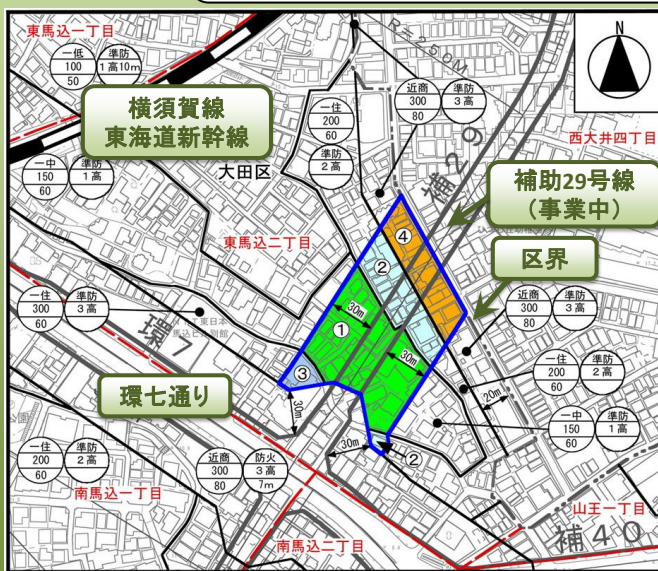 東馬込一丁目
一低
100
50
準防
1高10m
横須賀線
東海道新幹線
R=250M
近商
300
80
準防
3高
N
一住
200
60
準防
2高
西大井四丁目
大田区
補29
一中
150
60
準防
1高
補助29号線
(事業中)
東馬込二丁目
④
②
区界
一住
300
60
準防
3高
環7
①
30m
30m
近商
300
80
準防
3高
③
環七通り
30m
一住
200
60
準防
2高
20m
一中
150
60
準防
1高
②
30m
一住
200
60
準防
2高
近商
300
80
防火
3高
7m
南馬込一丁目
山王一丁目
補40
南馬込二丁目